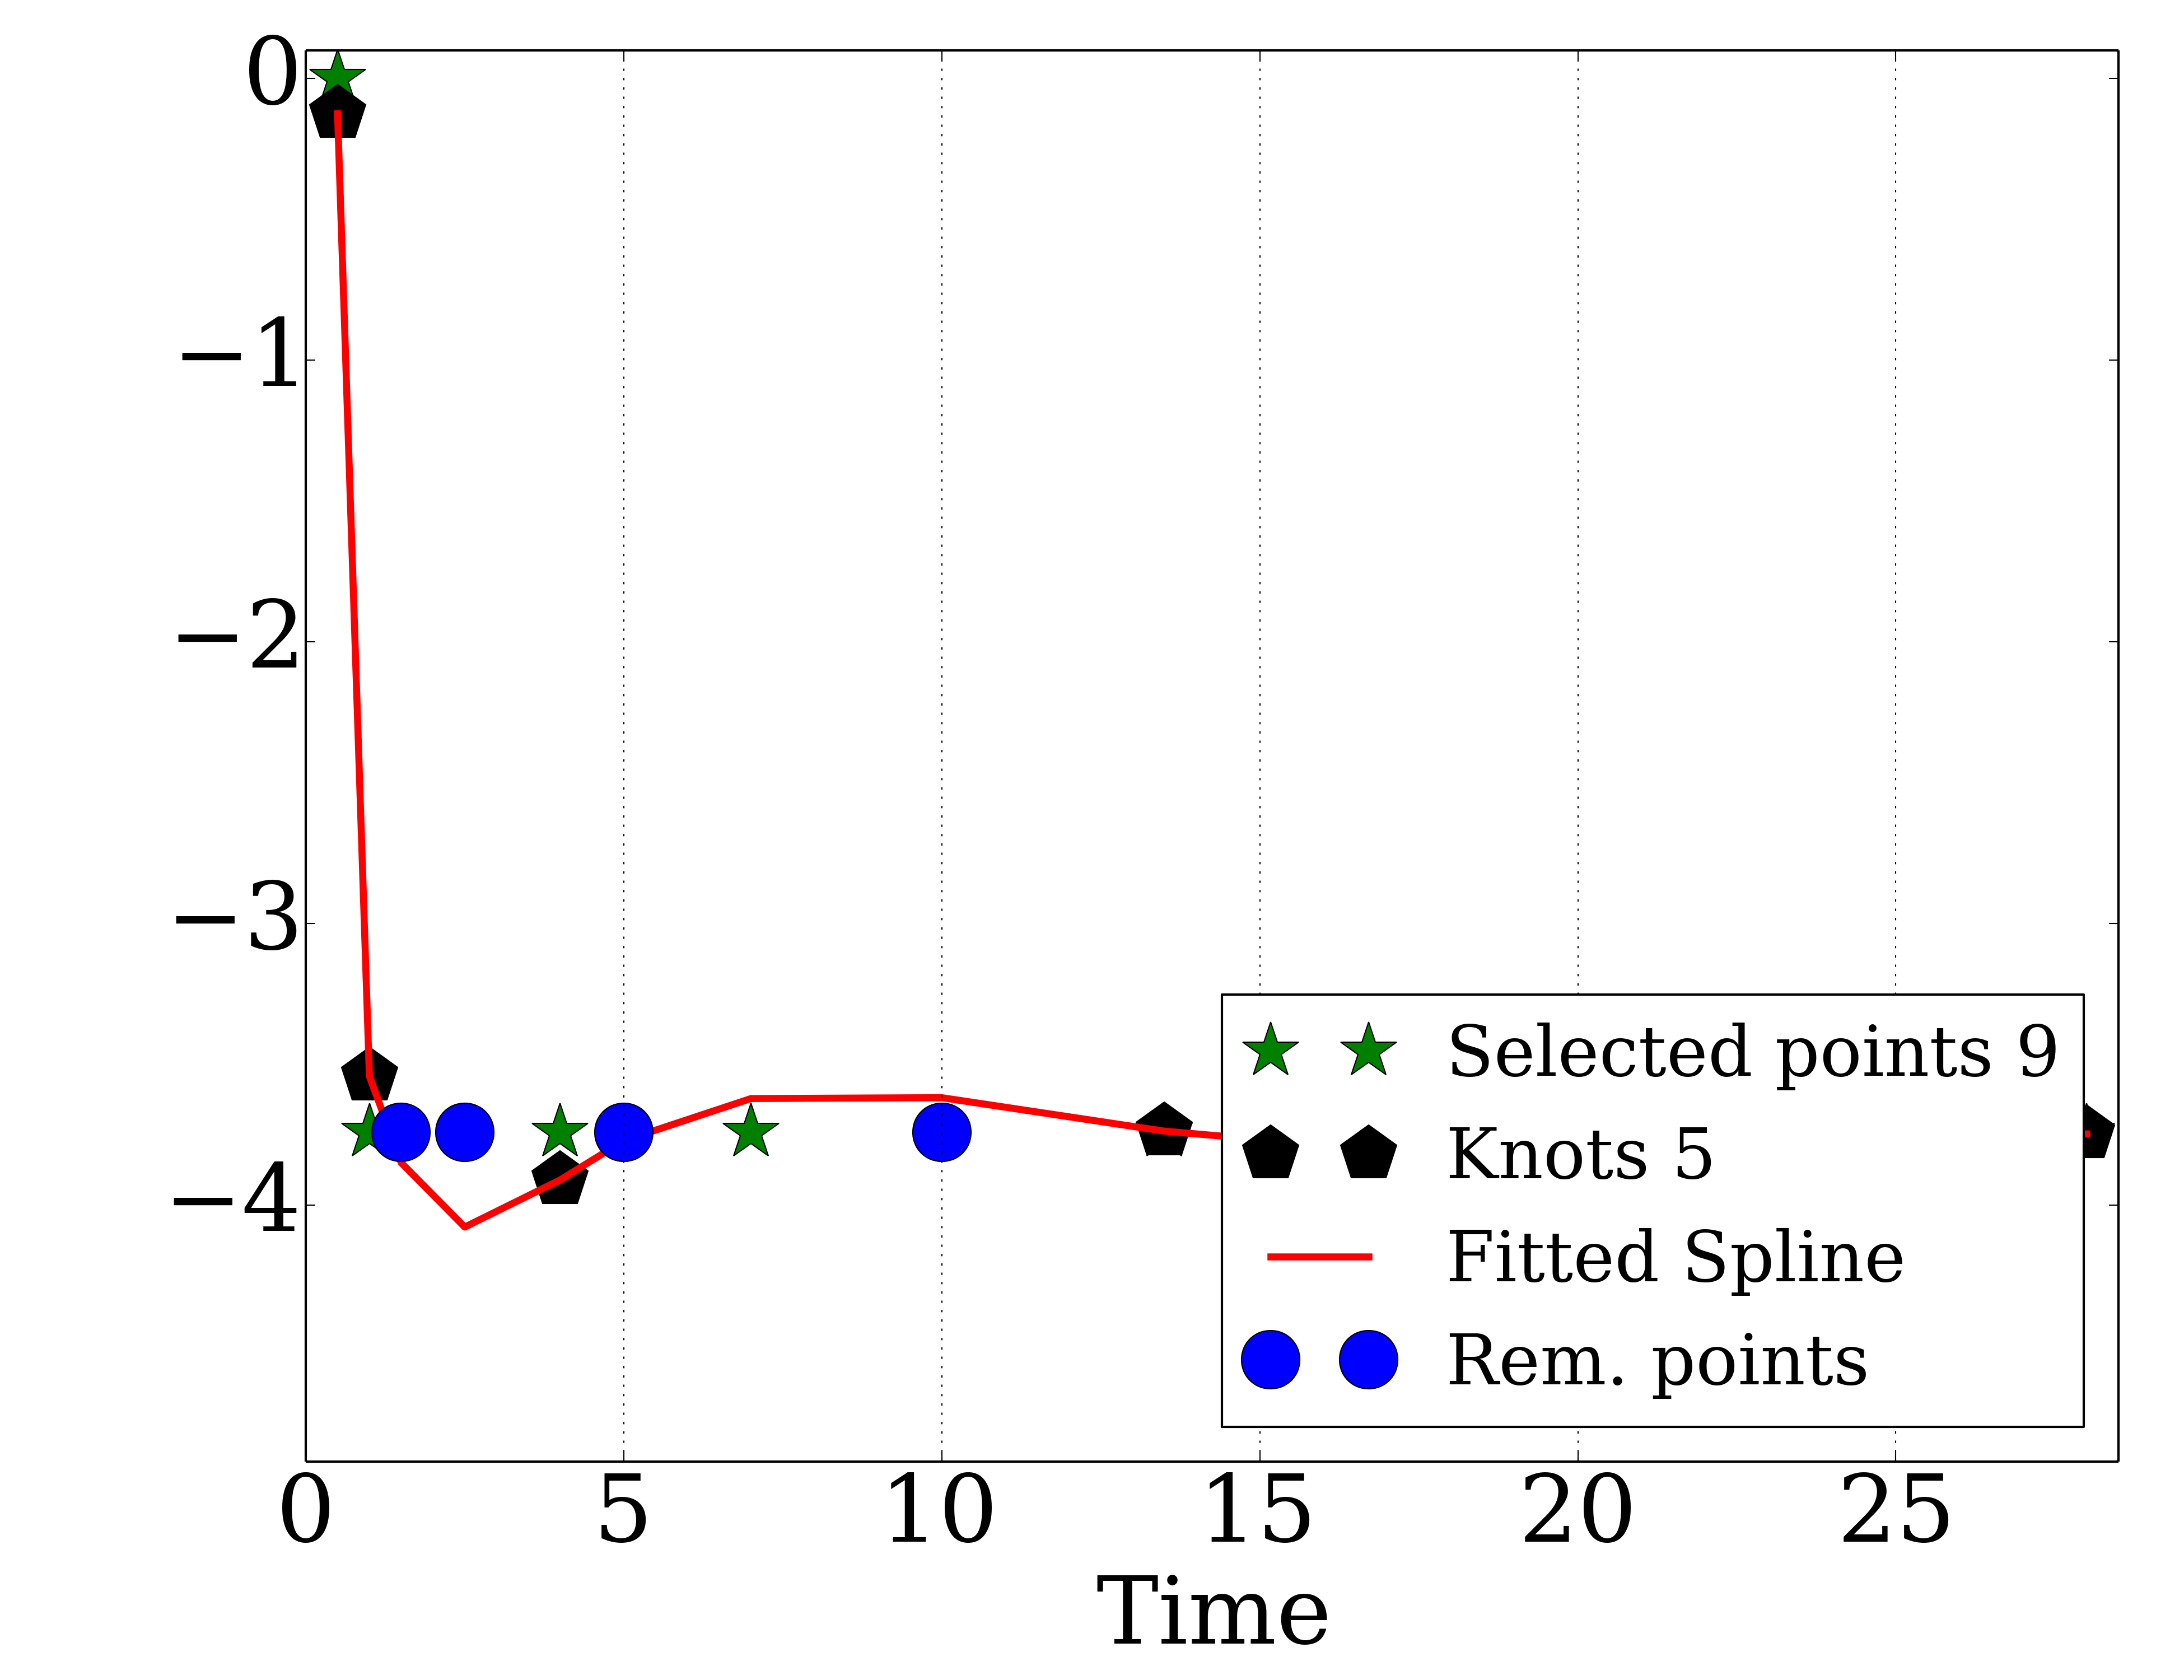 0
−1
−2
−3
−4
Selected points 9
Knots 5
Fitted Spline
Rem. points
0 5 10 15 20 25
Time